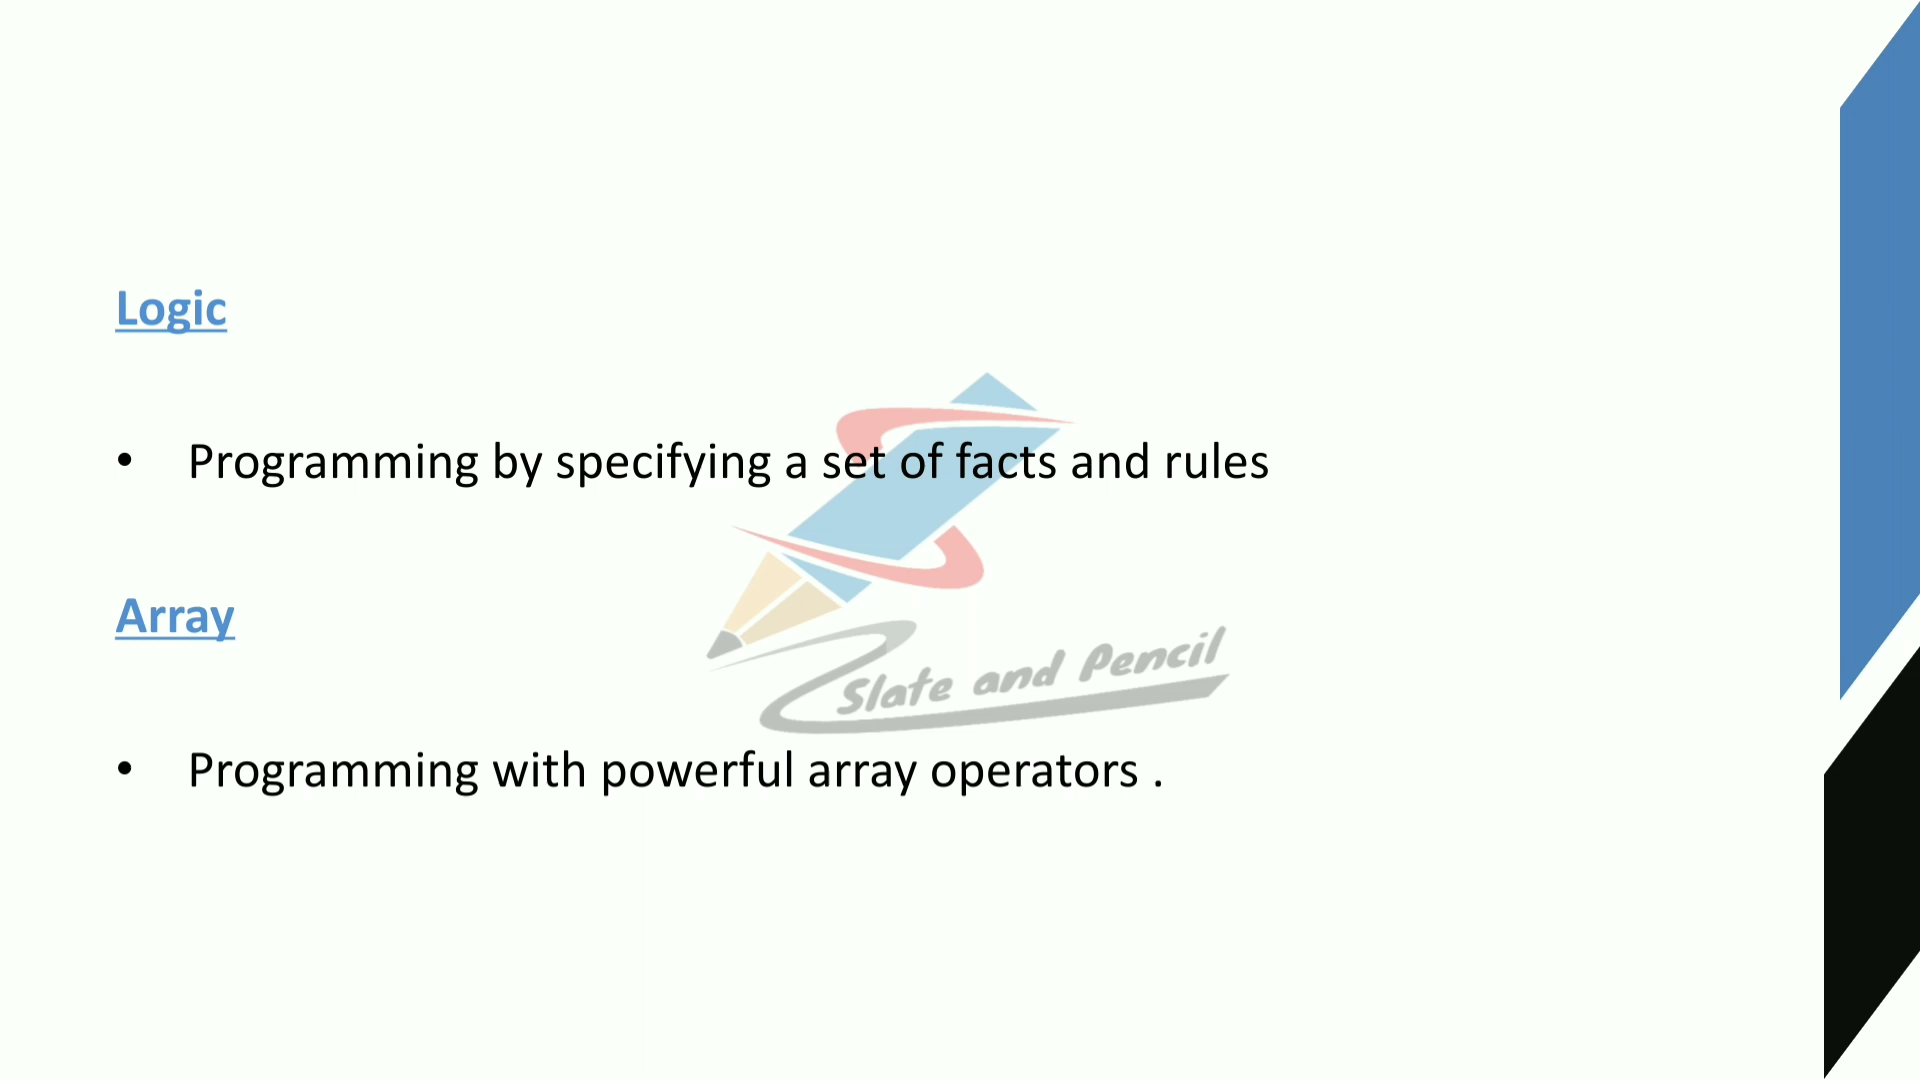 Logic
• Programming by specifying a set of facts and rules
Array
Slate and Pencil
• Programming with powerful array operators .